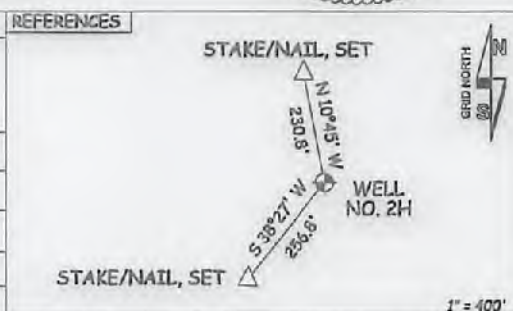 REFERENCES
STAKE/NAIL, SET
GRID NORTH
N
N 10°45' W
230.8'
WELL
NO. 2H
S 38°27' W
256.8'
STAKE/NAIL, SET
1" = 400'